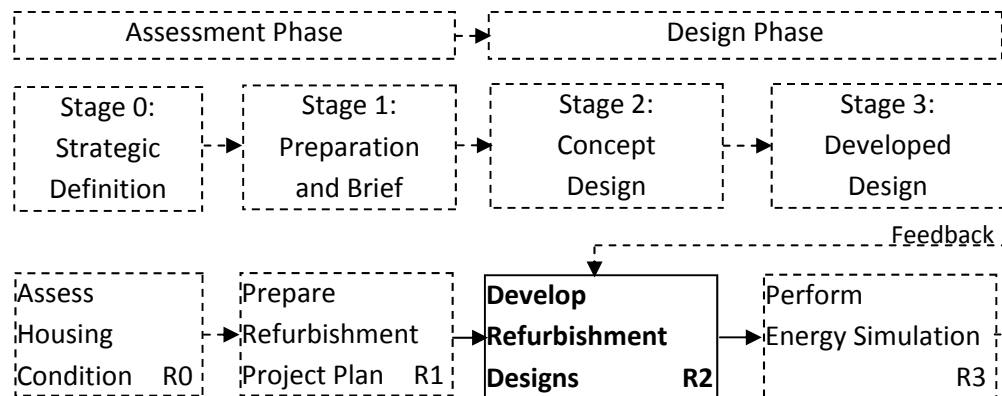 Assessment Phase
Design Phase
Stage 0:
Strategic
Definition
Stage 1:
Preparation
and Brief
Stage 2:
Concept
Design
Stage 3:
Developed
Design
Feedback
Assess
Housing
Condition R0
Prepare
Refurbishment
Project Plan R1
Develop
Refurbishment
Designs R2
Perform
Energy Simulation
R3